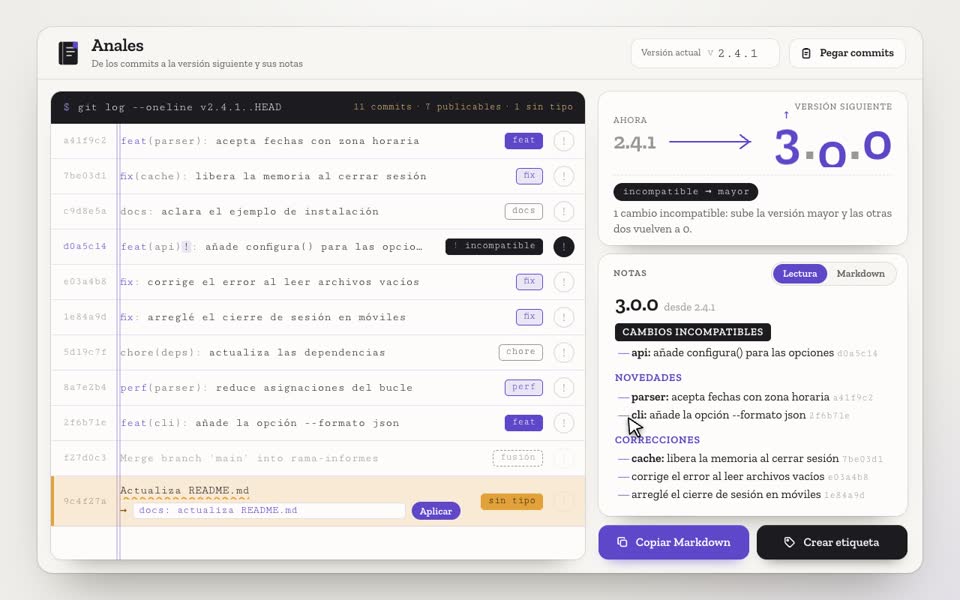 Anales
De los commits a la versión siguiente y sus notas
Versión actual v 2.4.1
Pegar commits
$ git log --oneline v2.4.1..HEAD
11 commits · 7 publicables · 1 sin tipo
a41f9c2 feat(parser): acepta fechas con zona horaria feat !
7be03d1 fix(cache): libera la memoria al cerrar sesión fix !
c9d8e5a docs: aclara el ejemplo de instalación docs !
d0a5c14 feat(api)!: añade configura() para las opcio… ! incompatible !
e03a4b8 fix: corrige el error al leer archivos vacíos fix !
1e84a9d fix: arreglé el cierre de sesión en móviles fix !
5d19c7f chore(deps): actualiza las dependencias chore !
8a7e2b4 perf(parser): reduce asignaciones del bucle perf !
2f6b71e feat(cli): añade la opción --formato json feat !
f27d0c3 Merge branch 'main' into rama-informes fusión !
9c4f27a Actualiza README.md sin tipo !
→ docs: actualiza README.md Aplicar
VERSIÓN SIGUIENTE
AHORA
2.4.1
↑
3.0.0
incompatible → mayor
1 cambio incompatible: sube la versión mayor y las otras
dos vuelven a 0.
NOTAS
Lectura Markdown
3.0.0 desde 2.4.1
CAMBIOS INCOMPATIBLES
— api: añade configura() para las opciones d0a5c14
NOVEDADES
— parser: acepta fechas con zona horaria a41f9c2
— cli: añade la opción --formato json 2f6b71e
CORRECCIONES
— cache: libera la memoria al cerrar sesión 7be03d1
— corrige el error al leer archivos vacíos e03a4b8
— arreglé el cierre de sesión en móviles 1e84a9d
Copiar Markdown
Crear etiqueta